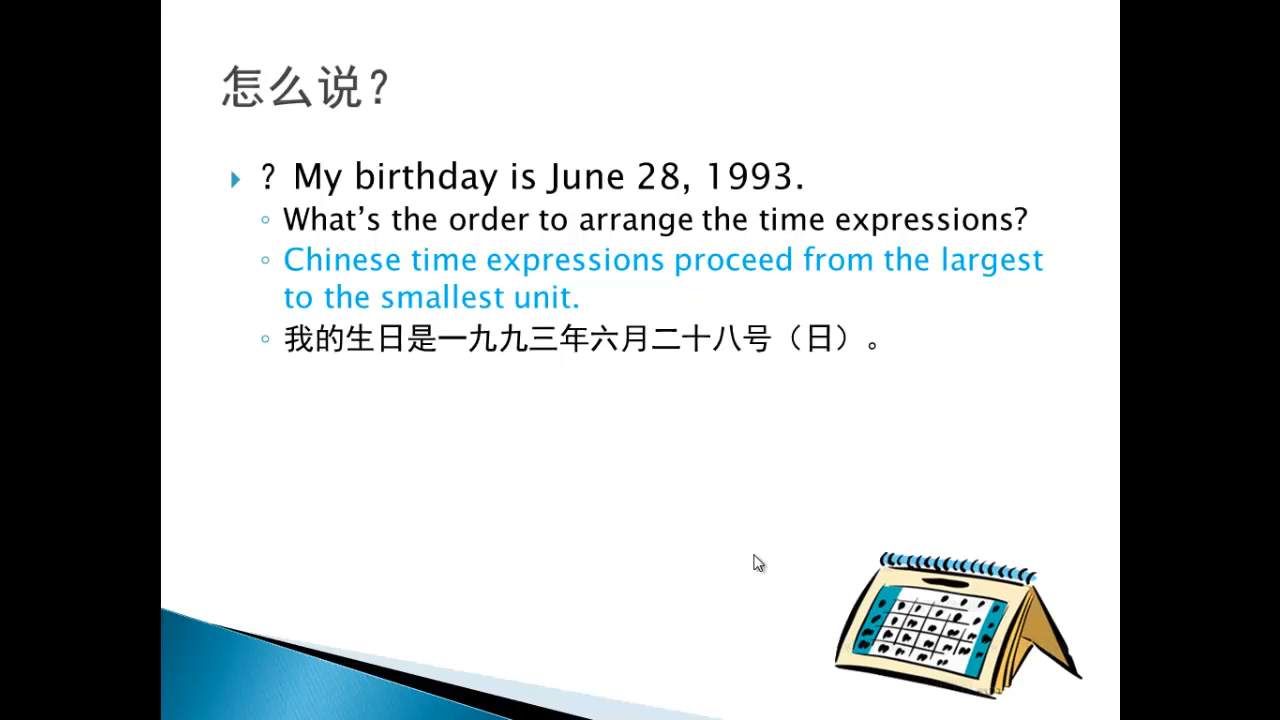 怎么说？
？My birthday is June 28, 1993.
What's the order to arrange the time expressions?
Chinese time expressions proceed from the largest
to the smallest unit.
我的生日是一九九三年六月二十八号（日）。